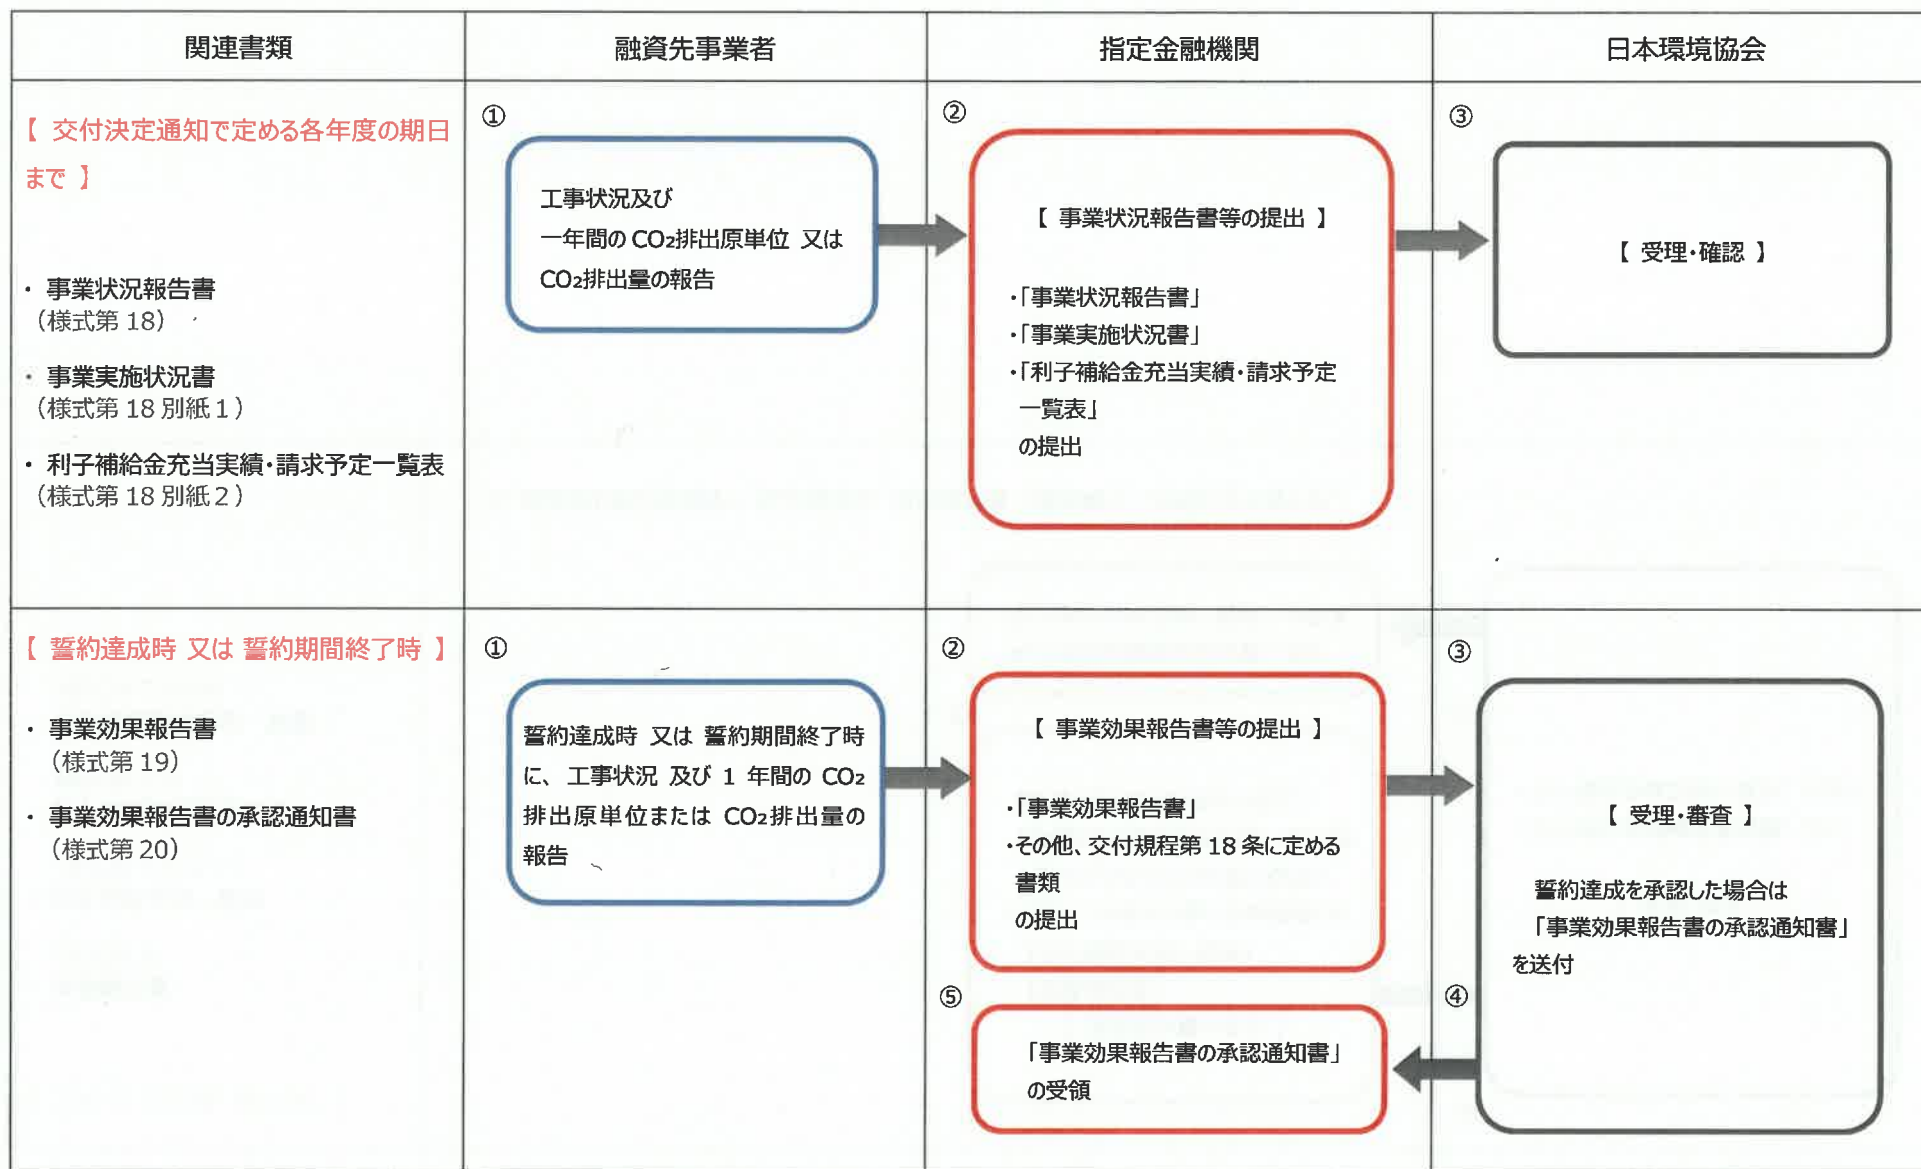 関連書類
融資先事業者
指定金融機関
日本環境協会
【 交付決定通知で定める各年度の期日
まで 】
・ 事業状況報告書
（様式第 18）
・ 事業実施状況書
（様式第 18 別紙 1）
・ 利子補給金充当実績・請求予定一覧表
（様式第 18 別紙 2）
①
工事状況及び
一年間の CO₂排出原単位 又は
CO₂排出量の報告
②
【 事業状況報告書等の提出 】
・「事業状況報告書」
・「事業実施状況書」
・「利子補給金充当実績・請求予定
一覧表」
の提出
③
【 受理・確認 】
【 誓約達成時 又は 誓約期間終了時 】
・ 事業効果報告書
（様式第 19）
・ 事業効果報告書の承認通知書
（様式第 20）
①
誓約達成時 又は 誓約期間終了時
に、工事状況 及び 1 年間の CO₂
排出原単位または CO₂排出量の
報告
②
【 事業効果報告書等の提出 】
・「事業効果報告書」
・その他、交付規程第 18 条に定める
書類
の提出
③
【 受理・審査 】
誓約達成を承認した場合は
「事業効果報告書の承認通知書」
を送付
④
⑤
「事業効果報告書の承認通知書」
の受領